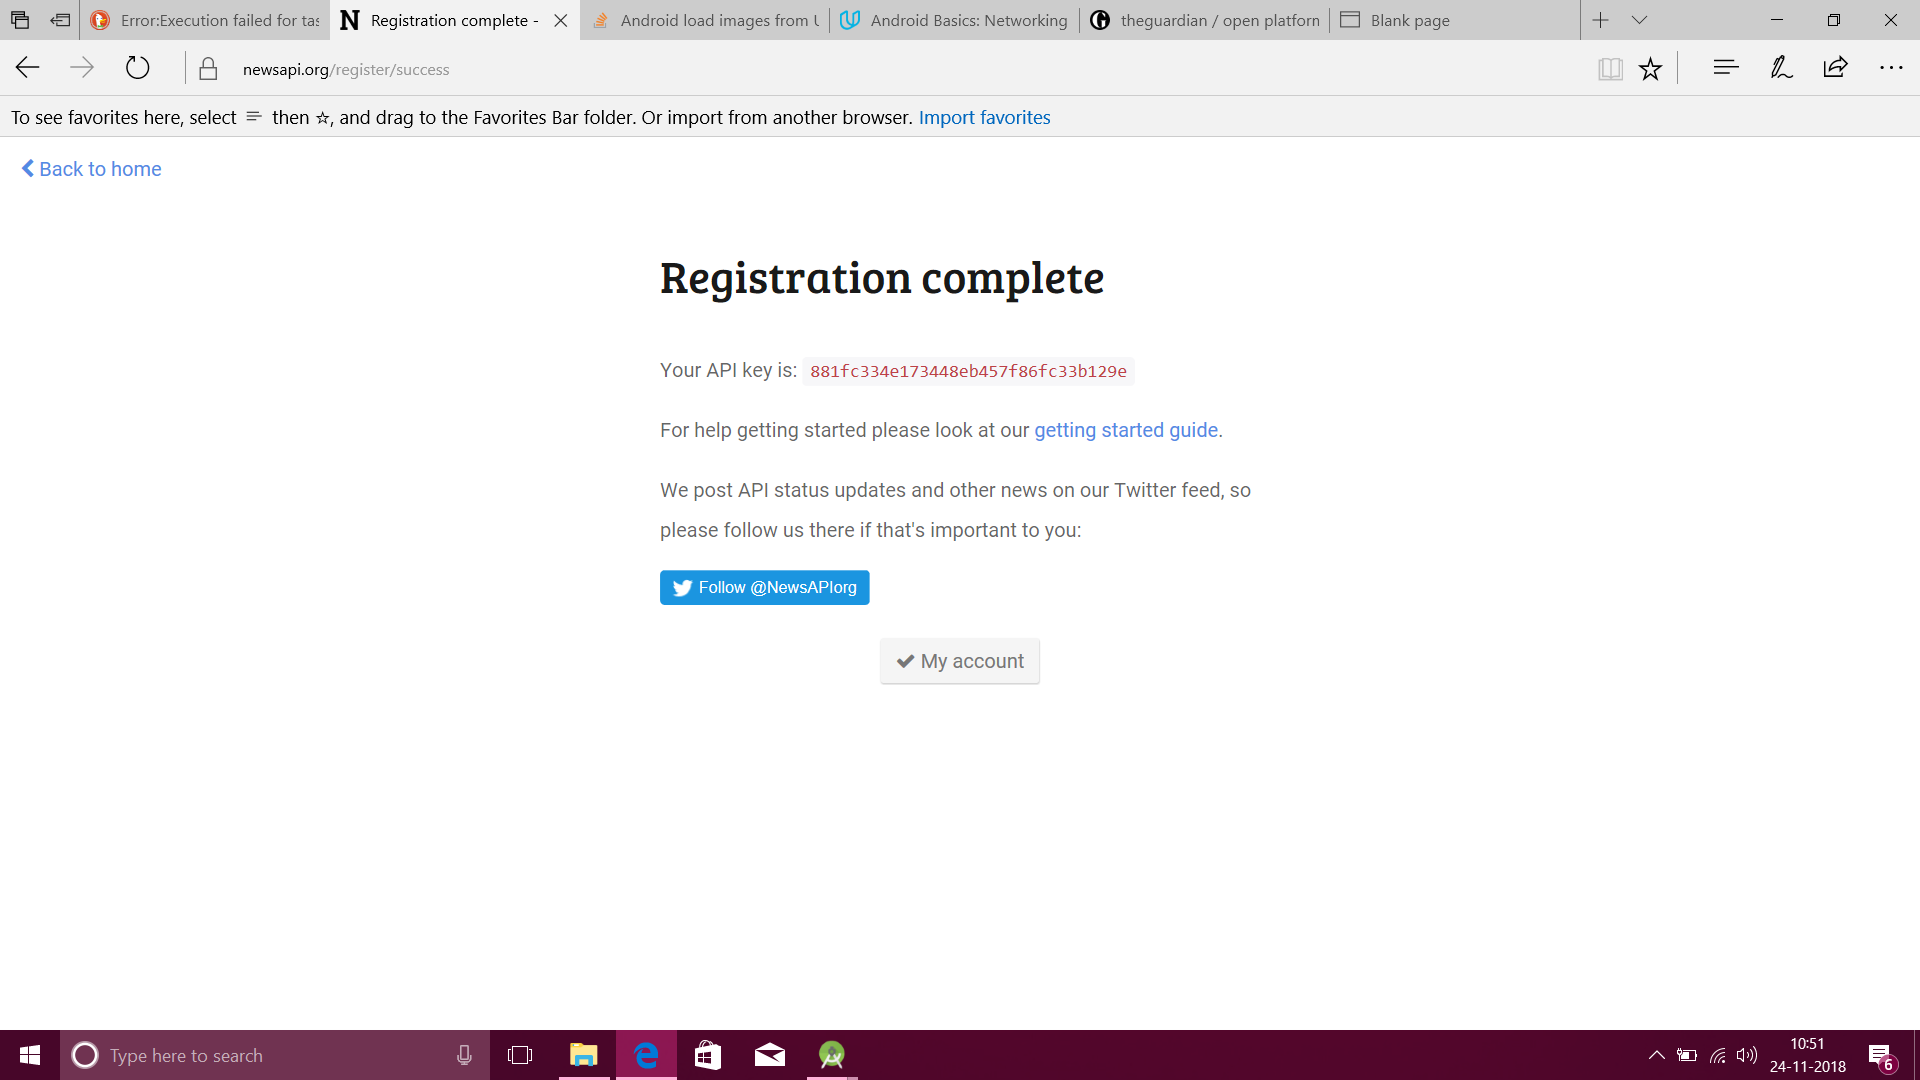 Error:Execution failed for tas
Registration complete -
Android load images from U
Android Basics: Networking
theguardian / open platforn
Blank page
newsapi.org/register/success
To see favorites here, select then ☆, and drag to the Favorites Bar folder. Or import from another browser. Import favorites
Back to home
Registration complete
Your API key is: 881fc334e173448eb457f86fc33b129e
For help getting started please look at our getting started guide.
We post API status updates and other news on our Twitter feed, so
please follow us there if that's important to you:
Follow @NewsAPIorg
My account
Type here to search
10:51
24-11-2018
6